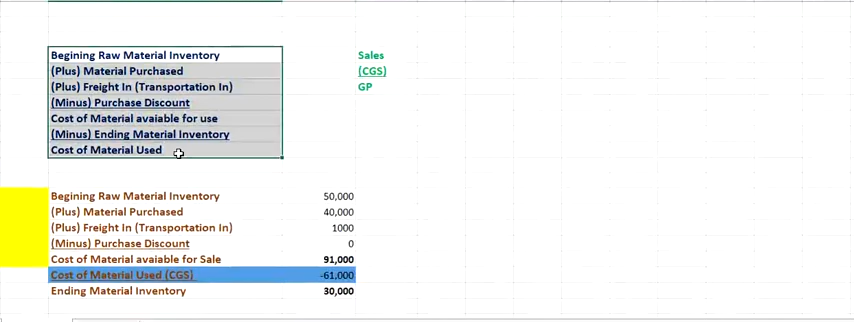 Begining Raw Material Inventory
(Plus) Material Purchased
(Plus) Freight In (Transportation In)
(Minus) Purchase Discount
Cost of Material avaiable for use
(Minus) Ending Material Inventory
Cost of Material Used
Sales
(CGS)
GP
Begining Raw Material Inventory 50,000
(Plus) Material Purchased 40,000
(Plus) Freight In (Transportation In) 1000
(Minus) Purchase Discount 0
Cost of Material avaiable for Sale 91,000
Cost of Material Used (CGS) -61,000
Ending Material Inventory 30,000